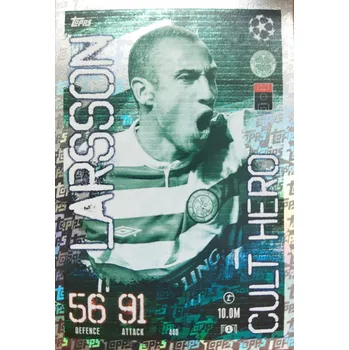 Topps
LARSSON
CULT HERO
56 91
DEFENCE ATTACK
10.0M